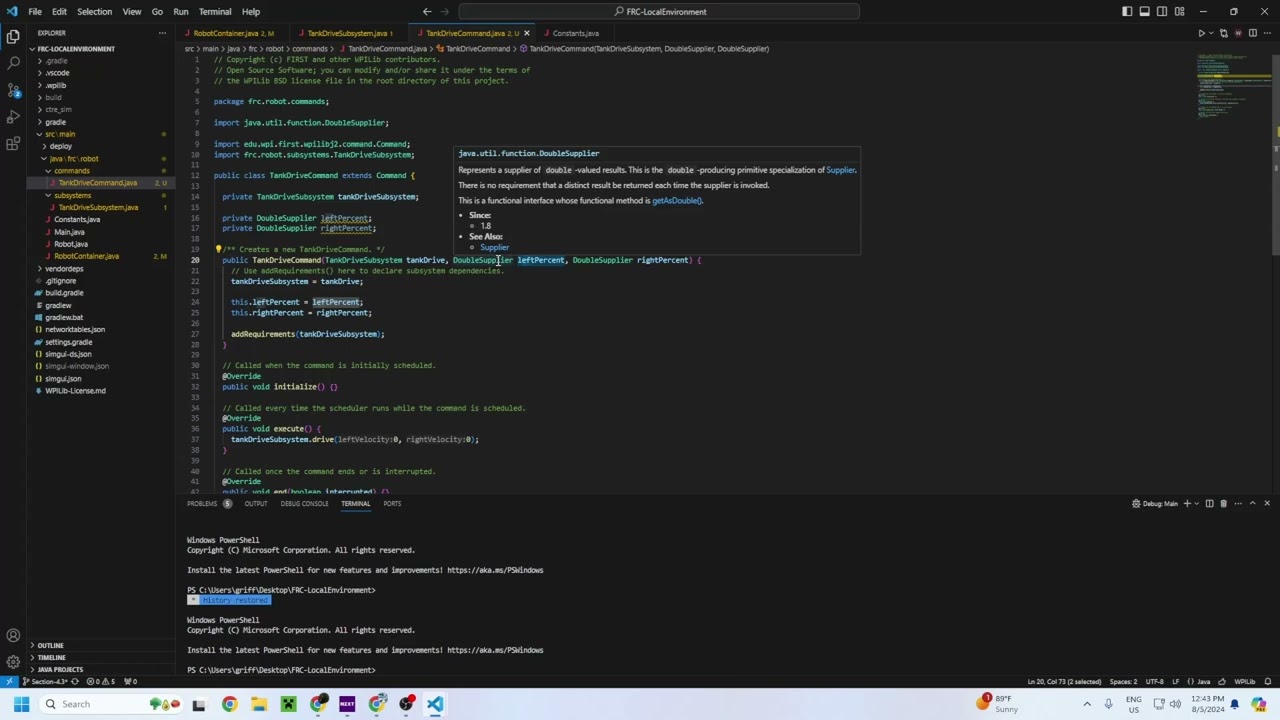 File Edit Selection View Go Run Terminal Help
FRC-LocalEnvironment
EXPLORER
FRC-LOCALENVIRONMENT
.gradle
.vscode
.wpilib
build
ctre_sim
gradle
src\main
deploy
java\frc\robot
commands
TankDriveCommand.java 2, U
subsystems
TankDriveSubsystem.java 1
Constants.java
Main.java
Robot.java
RobotContainer.java 2, M
vendordeps
.gitignore
build.gradle
gradlew
gradlew.bat
networktables.json
settings.gradle
simgui-ds.json
simgui-window.json
simgui.json
WPILib-License.md
OUTLINE
TIMELINE
JAVA PROJECTS
RobotContainer.java 2, M TankDriveSubsystem.java 1 TankDriveCommand.java 2, U Constants.java
src > main > java > frc > robot > commands > TankDriveCommand.java > TankDriveCommand > TankDriveCommand(TankDriveSubsystem, DoubleSupplier, DoubleSupplier)
1 // Copyright (c) FIRST and other WPILib contributors.
2 // Open Source Software; you can modify and/or share it under the terms of
3 // the WPILib BSD license file in the root directory of this project.
4
5 package frc.robot.commands;
6
7 import java.util.function.DoubleSupplier;
8
9 import edu.wpi.first.wpilibj2.command.Command;
10 import frc.robot.subsystems.TankDriveSubsystem;
11
12 public class TankDriveCommand extends Command {
13
14 private TankDriveSubsystem tankDriveSubsystem;
15
16 private DoubleSupplier leftPercent;
17 private DoubleSupplier rightPercent;
18
19 /** Creates a new TankDriveCommand. */
20 public TankDriveCommand(TankDriveSubsystem tankDrive, DoubleSupplier leftPercent, DoubleSupplier rightPercent) {
21 // Use addRequirements() here to declare subsystem dependencies.
22 tankDriveSubsystem = tankDrive;
23
24 this.leftPercent = leftPercent;
25 this.rightPercent = rightPercent;
26
27 addRequirements(tankDriveSubsystem);
28 }
29
30 // Called when the command is initially scheduled.
31 @Override
32 public void initialize() {}
33
34 // Called every time the scheduler runs while the command is scheduled.
35 @Override
36 public void execute() {
37 tankDriveSubsystem.drive(leftVelocity:0, rightVelocity:0);
38 }
39
40 // Called once the command ends or is interrupted.
41 @Override
42 public void end(boolean interrupted) {}
java.util.function.DoubleSupplier
Represents a supplier of double -valued results. This is the double -producing primitive specialization of Supplier.
There is no requirement that a distinct result be returned each time the supplier is invoked.
This is a functional interface whose functional method is getAsDouble().
• Since:
◦ 1.8
• See Also:
◦ Supplier
PROBLEMS 5 OUTPUT DEBUG CONSOLE TERMINAL PORTS
Debug: Main
Windows PowerShell
Copyright (C) Microsoft Corporation. All rights reserved.
Install the latest PowerShell for new features and improvements! https://aka.ms/PSWindows
PS C:\Users\griff\Desktop\FRC-LocalEnvironment>
* History restored
Windows PowerShell
Copyright (C) Microsoft Corporation. All rights reserved.
Install the latest PowerShell for new features and improvements! https://aka.ms/PSWindows
PS C:\Users\griff\Desktop\FRC-LocalEnvironment>
Section-4.3* 0 5 0
Ln 20, Col 73 (2 selected) Spaces: 2 UTF-8 LF {} Java WPILib
Search
NEXT
1
89°F
Sunny
ENG
US
12:43 PM
8/5/2024